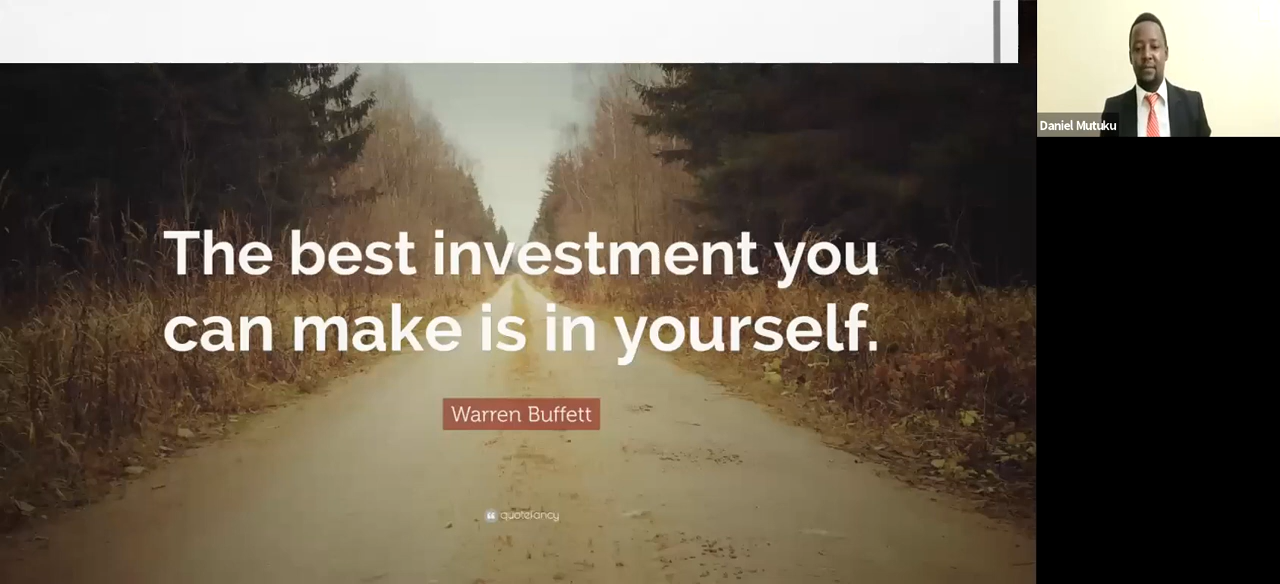 Daniel Mutuku
The best investment you
can make is in yourself.
Warren Buffett
quotefancy